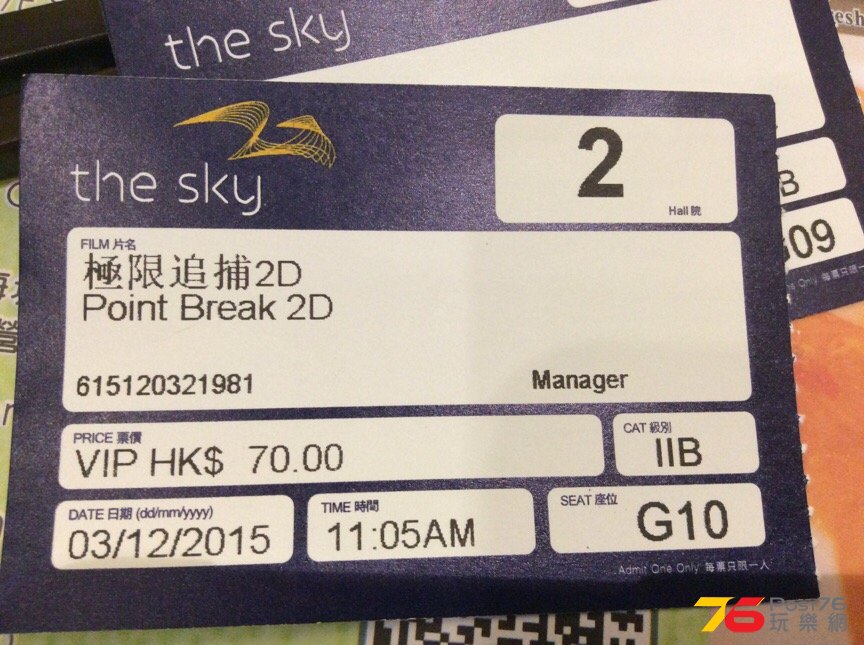 the sky
the sky
2
Hall 院
FILM 片名
極限追捕2D
Point Break 2D
615120321981
Manager
PRICE 票價
VIP HK$ 70.00
CAT 級別
IIB
DATE 日期 (dd/mm/yyyy)
03/12/2015
TIME 時間
11:05AM
SEAT 座位
G10
Admit One Only 每票只限一人
B
G09
76 Post76
玩樂網